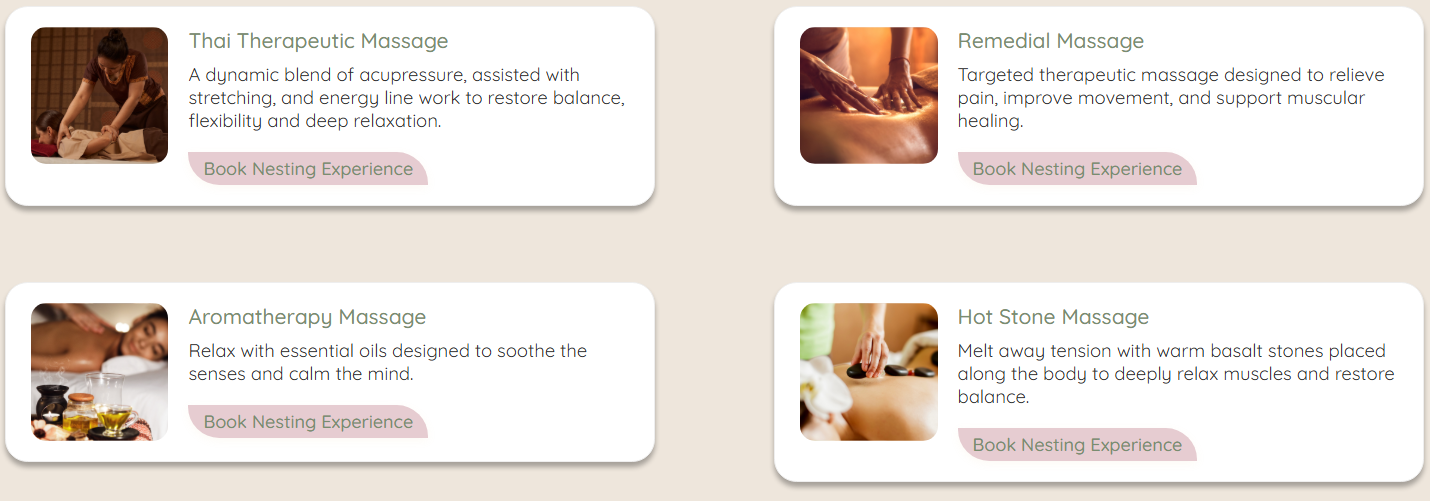 Thai Therapeutic Massage
A dynamic blend of acupressure, assisted with
stretching, and energy line work to restore balance,
flexibility and deep relaxation.
Book Nesting Experience
Remedial Massage
Targeted therapeutic massage designed to relieve
pain, improve movement, and support muscular
healing.
Book Nesting Experience
Aromatherapy Massage
Relax with essential oils designed to soothe the
senses and calm the mind.
Book Nesting Experience
Hot Stone Massage
Melt away tension with warm basalt stones placed
along the body to deeply relax muscles and restore
balance.
Book Nesting Experience